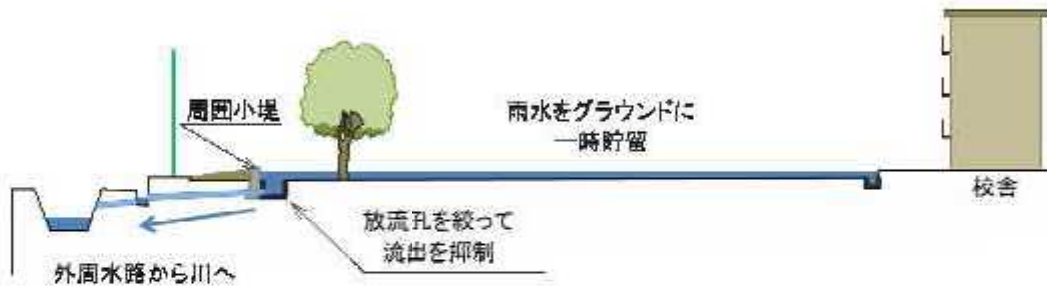 周囲小堤
雨水をグラウンドに
一時貯留
校舎
放流孔を絞って
流出を抑制
外周水路から川へ